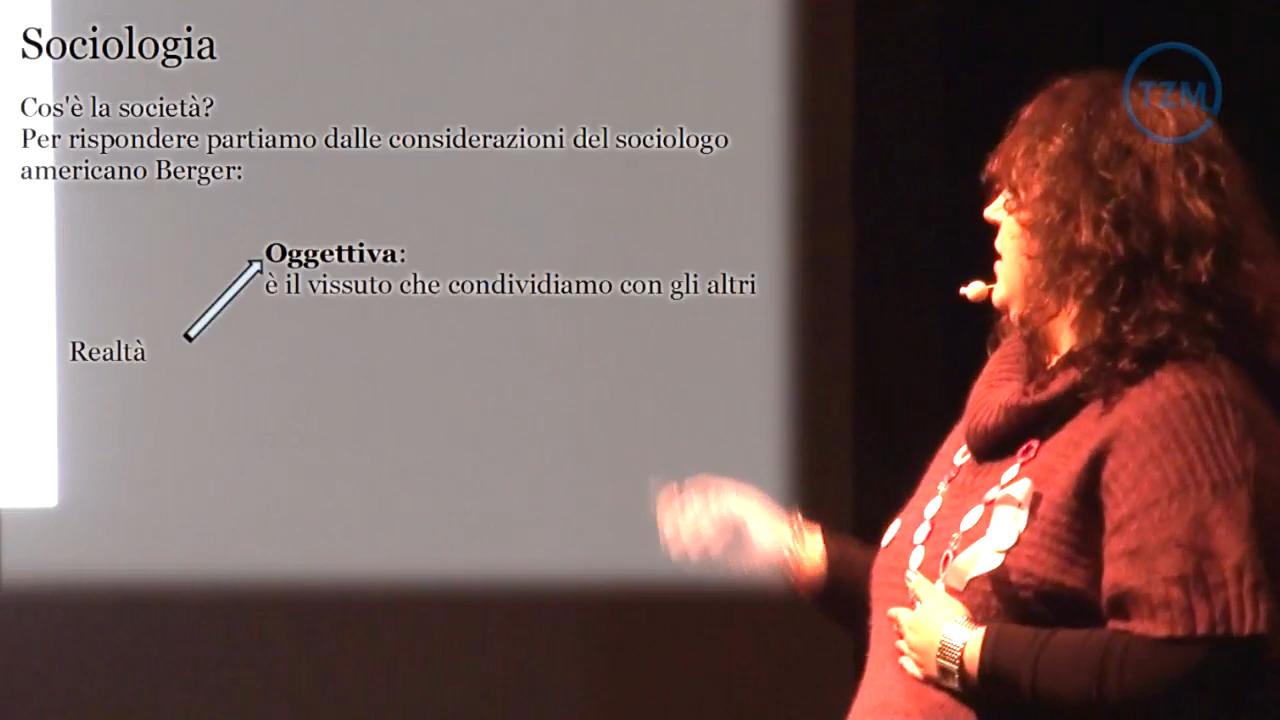 Sociologia
Cos'è la società?
Per rispondere partiamo dalle considerazioni del sociologo
americano Berger:
Oggettiva:
è il vissuto che condividiamo con gli altri
Realtà
TZM